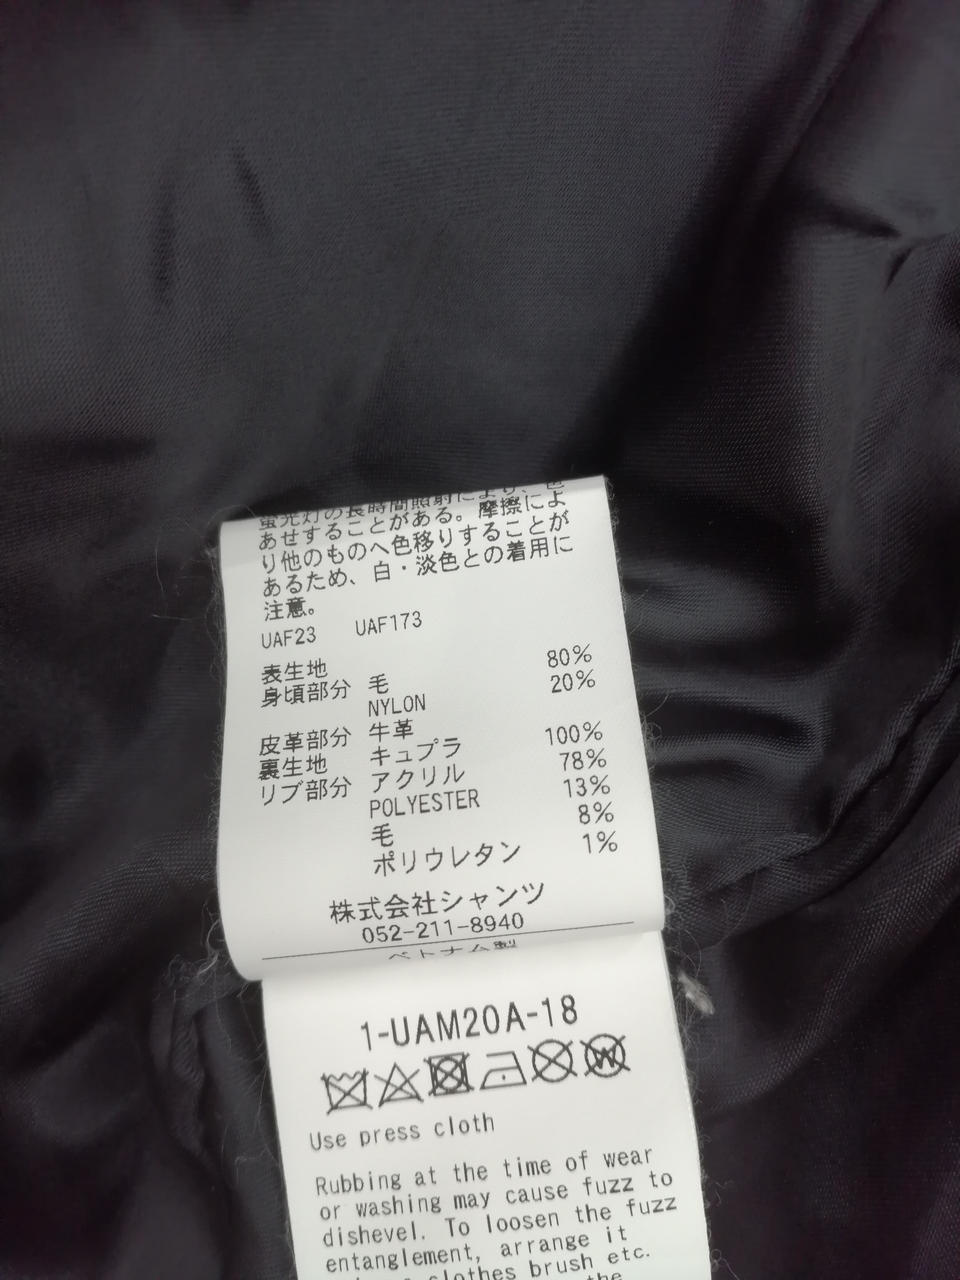 蛍光灯の長時間照射により、色
あせすることがある。摩擦によ
り他のものへ色移りすることが
あるため、白・淡色との着用に
注意。
UAF23 UAF173
表生地
身頃部分 毛 80%
NYLON 20%
皮革部分 牛革
裏生地 キュプラ 100%
リブ部分 アクリル 78%
POLYESTER 13%
毛 8%
ポリウレタン 1%
株式会社シャンツ
052-211-8940
ベトナム製
1-UAM20A-18
W
Use press cloth
Rubbing at the time of wear
or washing may cause fuzz to
dishevel. To loosen the fuzz
entanglement, arrange it
clothes brush etc.
the